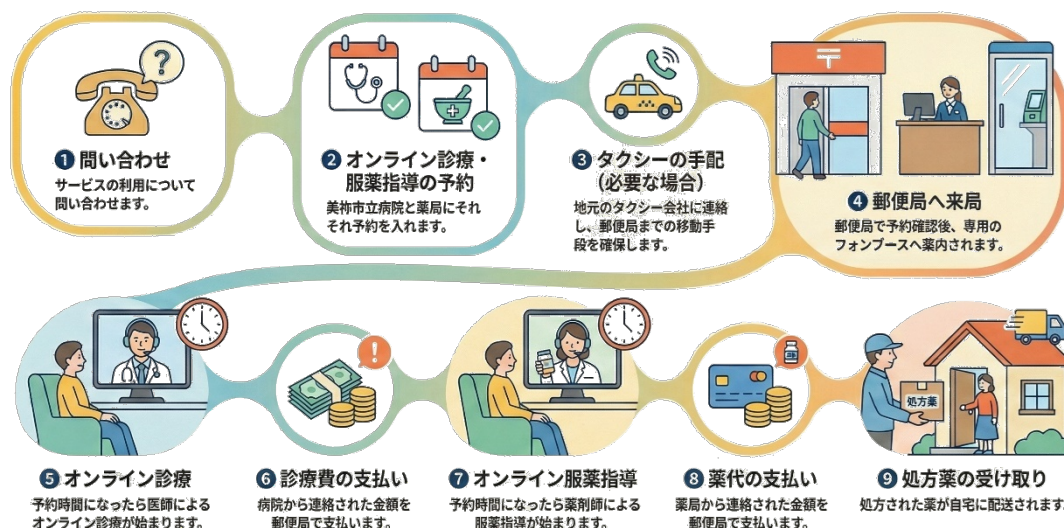 ?
❶ 問い合わせ
サービスの利用について
問い合わせます。
❷ オンライン診療・
服薬指導の予約
美祢市立病院と薬局にそれ
ぞれ予約を入れます。
❸ タクシーの手配
(必要な場合)
地元のタクシー会社に連絡
し、郵便局までの移動手
段を確保します。
〒
❹ 郵便局へ来局
郵便局で予約確認後、専用の
フォンブースへ薬内されます。
❺ オンライン診療
予約時間になったら医師による
オンライン診療が始まります。
!
❻ 診療費の支払い
病院から連絡された金額を
郵便局で支払います。
❼ オンライン服薬指導
予約時間になったら薬剤師による
服薬指導が始まります。
❽ 薬代の支払い
薬局から連絡された金額を
郵便局で支払います。
処方薬
❾ 処方薬の受け取り
処方された薬が自宅に配送されます